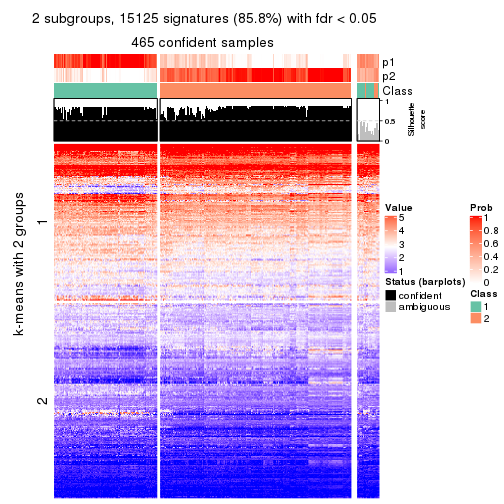 2 subgroups, 15125 signatures (85.8%) with fdr < 0.05
465 confident samples
p1
p2
Class
1
0.5
0
Silhouette
score
k-means with 2 groups
1
2
Value
5
4
3
2
1
Prob
1
0.8
0.6
0.4
0.2
0
Status (barplots)
confident
ambiguous
Class
1
2